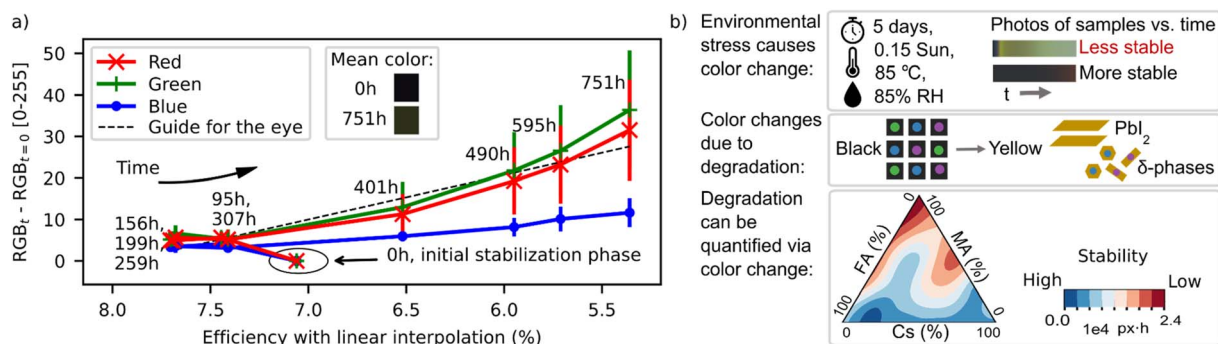 a)
50
40
30
20
10
0
RGBt - RGBt=0 [0-255]
Red
Green
Blue
Guide for the eye
Mean color:
0h
751h
Time
156h,
199h
259h
95h,
307h
401h
490h
595h
751h
0h, initial stabilization phase
8.0 7.5 7.0 6.5 6.0 5.5
Efficiency with linear interpolation (%)
b)
Environmental
stress causes
color change:
5 days,
0.15 Sun,
85 ºC,
85% RH
Photos of samples vs. time
Less stable
More stable
t
Color changes
due to
degradation:
Black
Yellow
PbI2
δ-phases
Degradation
can be
quantified via
color change:
0 100
FA (%)
MA (%)
100 0
0 Cs (%) 100
Stability
High Low
0.0 1e4 px·h 2.4